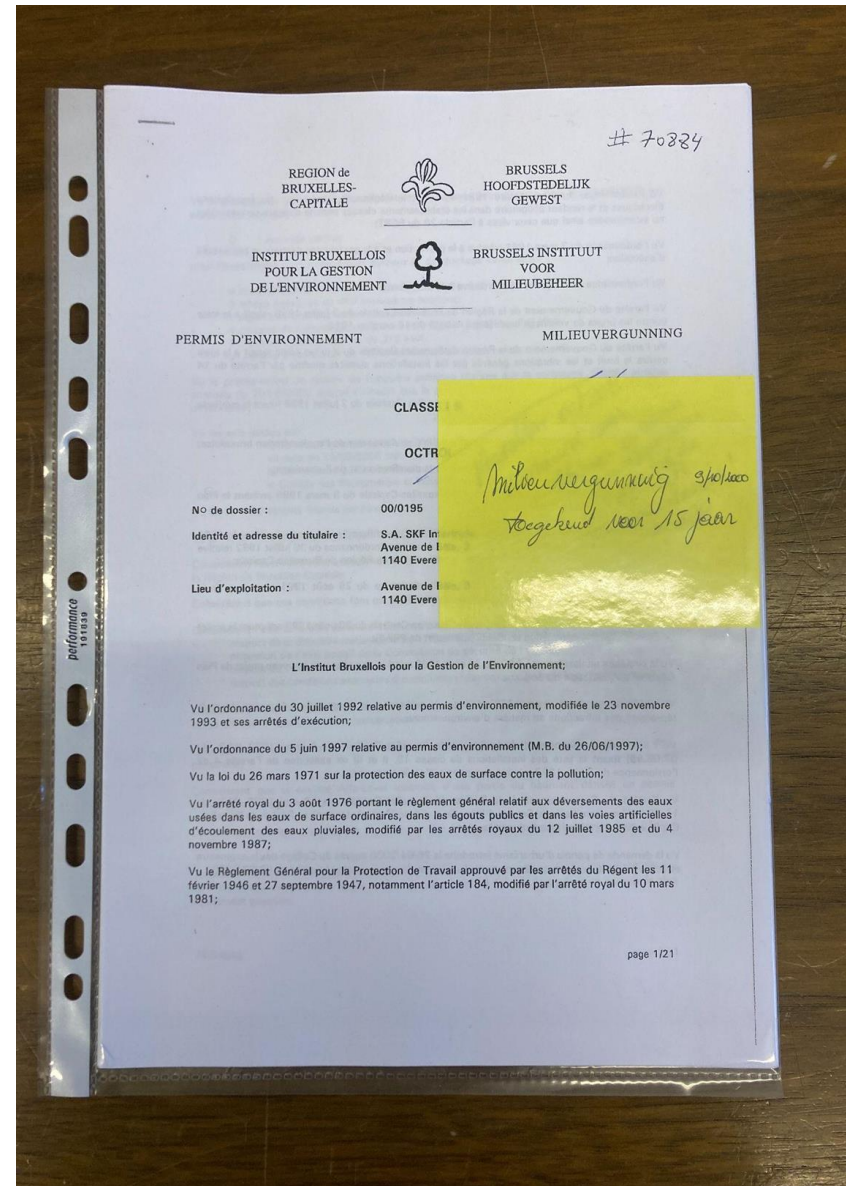 # 70884
REGION de
BRUXELLES-
CAPITALE
BRUSSELS
HOOFDSTEDELIJK
GEWEST
INSTITUT BRUXELLOIS
POUR LA GESTION
DE L'ENVIRONNEMENT
BRUSSELS INSTITUUT
VOOR
MILIEUBEHEER
PERMIS D'ENVIRONNEMENT
MILIEUVERGUNNING
CLASSE
OCTR
Milieuvergunning 9/10/2000
toegekend voor 15 jaar
No de dossier : 00/0195
Identité et adresse du titulaire : S.A. SKF
Avenue de
1140 Evere
Lieu d'exploitation : Avenue de
1140 Evere
performance
101639
L'Institut Bruxellois pour la Gestion de l'Environnement;
Vu l'ordonnance du 30 juillet 1992 relative au permis d'environnement, modifiée le 23 novembre
1993 et ses arrêtés d'exécution;
Vu l'ordonnance du 5 juin 1997 relative au permis d'environnement (M.B. du 26/06/1997);
Vu la loi du 26 mars 1971 sur la protection des eaux de surface contre la pollution;
Vu l'arrêté royal du 3 août 1976 portant le règlement général relatif aux déversements des eaux
usées dans les eaux de surface ordinaires, dans les égouts publics et dans les voies artificielles
d'écoulement des eaux pluviales, modifié par les arrêtés royaux du 12 juillet 1985 et du 4
novembre 1987;
Vu le Règlement Général pour la Protection de Travail approuvé par les arrêtés du Régent les 11
février 1946 et 27 septembre 1947, notamment l'article 184, modifié par l'arrêté royal du 10 mars
1981;
page 1/21